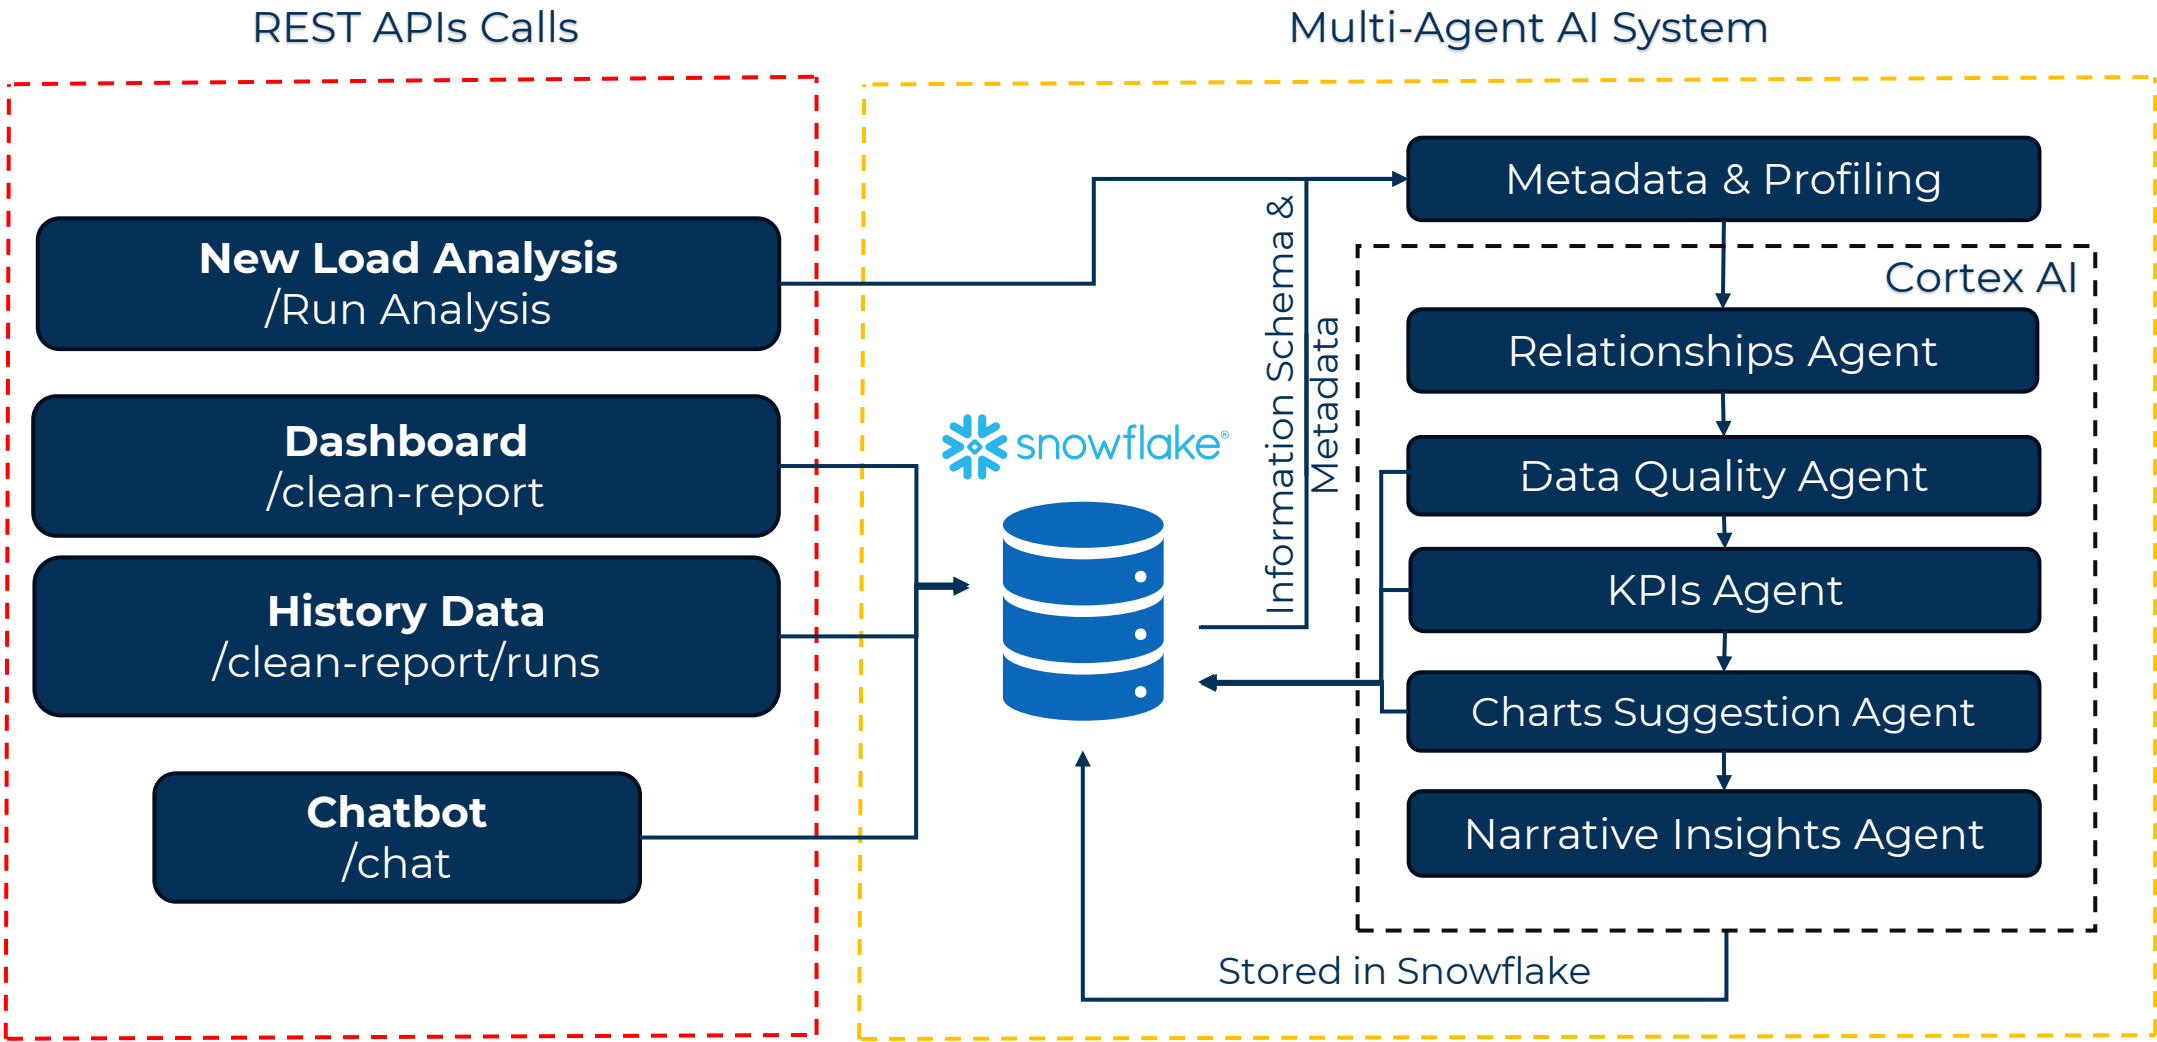 REST APIs Calls
Multi-Agent AI System
New Load Analysis
/Run Analysis
Dashboard
/clean-report
History Data
/clean-report/runs
Chatbot
/chat
snowflake®
Information Schema &
Metadata
Metadata & Profiling
Cortex AI
Relationships Agent
Data Quality Agent
KPIs Agent
Charts Suggestion Agent
Narrative Insights Agent
Stored in Snowflake